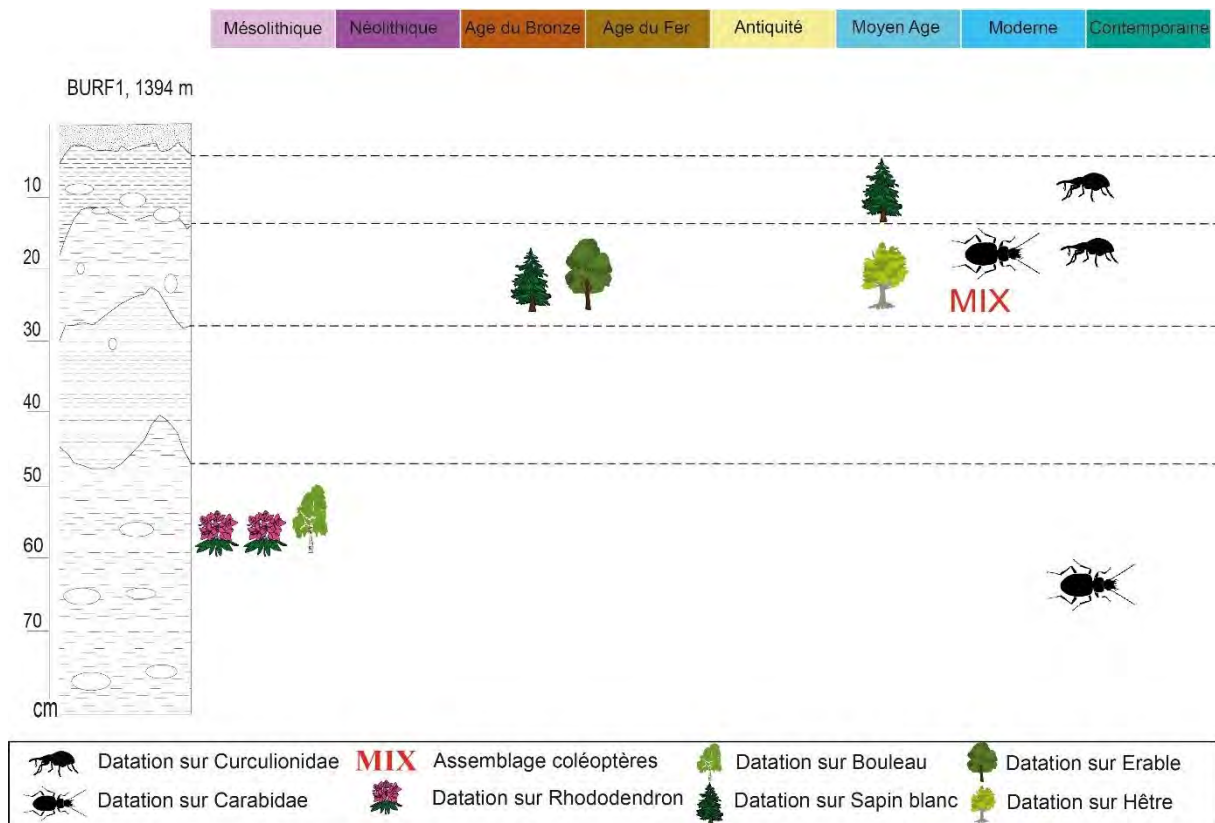 Mésolithique Néolithique Age du Bronze Age du Fer Antiquité Moyen Age Moderne Contemporaine
BURF1, 1394 m
10
20
MIX
30
40
50
60
70
cm
Datation sur Curculionidae MIX Assemblage coléoptères Datation sur Bouleau Datation sur Erable
Datation sur Carabidae Datation sur Rhododendron Datation sur Sapin blanc Datation sur Hêtre